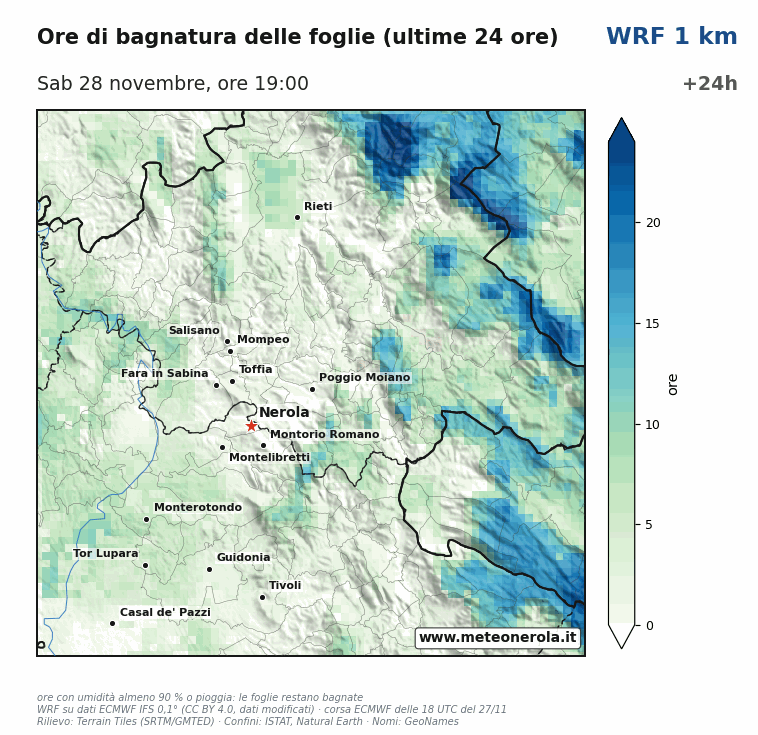 Ore di bagnatura delle foglie (ultime 24 ore)
WRF 1 km
Sab 28 novembre, ore 19:00
+24h
Rieti
Salisano
Mompeo
Fara in Sabina
Toffia
Poggio Moiano
Nerola
Montorio Romano
Montelibretti
Monterotondo
Tor Lupara
Guidonia
Tivoli
Casal de' Pazzi
www.meteonerola.it
20
15
10
5
0
ore
ore con umidità almeno 90 % o pioggia: le foglie restano bagnate
WRF su dati ECMWF IFS 0,1° (CC BY 4.0, dati modificati) · corsa ECMWF delle 18 UTC del 27/11
Rilievo: Terrain Tiles (SRTM/GMTED) · Confini: ISTAT, Natural Earth · Nomi: GeoNames